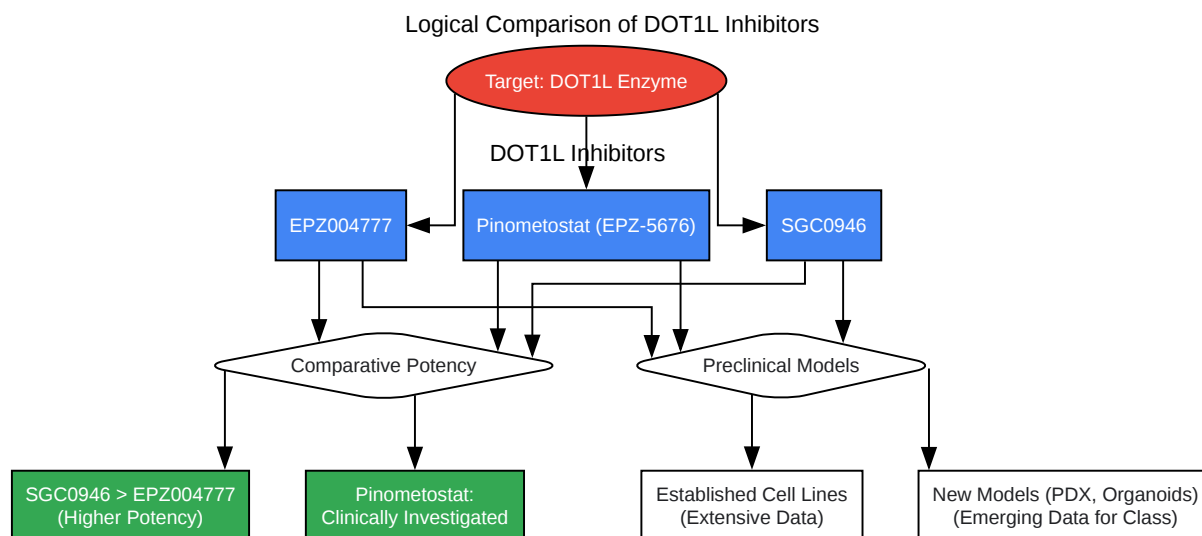 Logical Comparison of DOT1L Inhibitors
Target: DOT1L Enzyme
DOT1L Inhibitors
EPZ004777
Pinometostat (EPZ-5676)
SGC0946
Comparative Potency
Preclinical Models
SGC0946 > EPZ004777
(Higher Potency)
Pinometostat:
Clinically Investigated
Established Cell Lines
(Extensive Data)
New Models (PDX, Organoids)
(Emerging Data for Class)